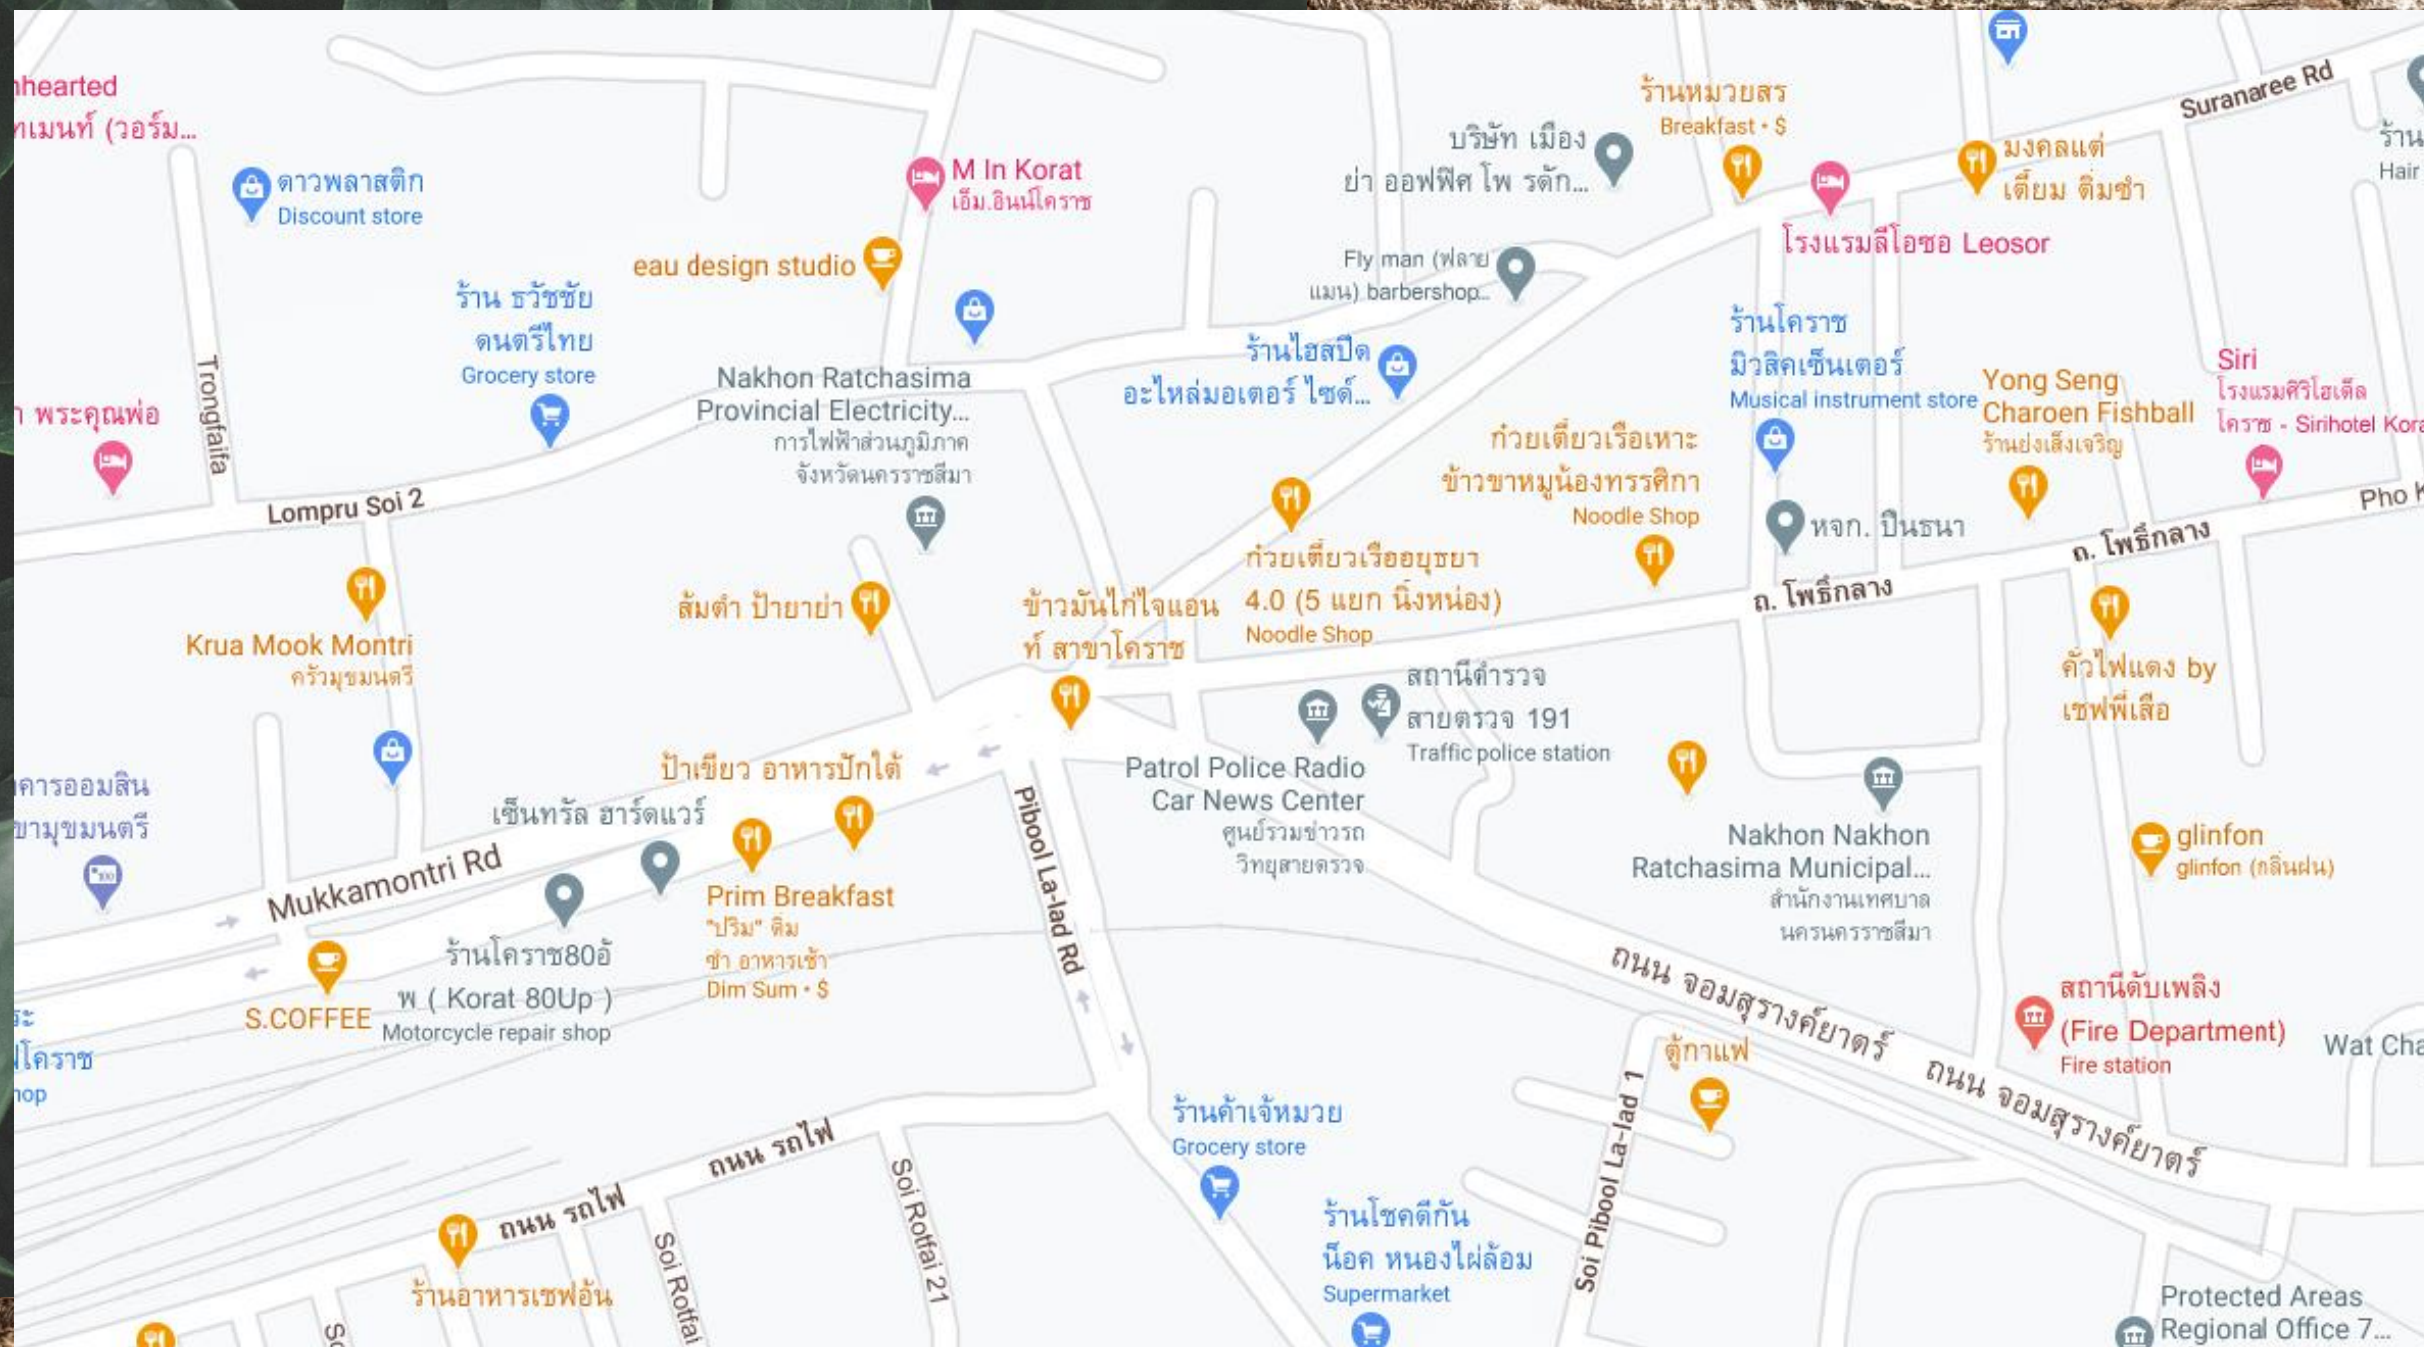 Suranaree Rd
ร้านหมวยสร
Breakfast • $
บริษัท เมือง
ย่า ออฟฟิศ โพ รดัก...
มงคลแต่
เตี้ยม ติ่มซำ
ร้าน
Hair
hearted
ทเมนท์ (วอร์ม...
ดาวพลาสติก
Discount store
M In Korat
เอ็ม.อินน์โคราช
eau design studio
โรงแรมลีโอซอ Leosor
Fly man (ฟลาย
แมน) barbershop...
ร้าน ธวัชชัย
ดนตรีไทย
Grocery store
ร้านไฮสปีด
อะไหล่มอเตอร์ ไซด์...
ร้านโคราช
มิวสิคเซ็นเตอร์
Musical instrument store
Yong Seng
Charoen Fishball
ร้านย่งเส็งเจริญ
Siri
โรงแรมศิริโฮเต็ล
โคราช - Sirihotel Kora
Pho K
Nakhon Ratchasima
Provincial Electricity...
การไฟฟ้าส่วนภูมิภาค
จังหวัดนครราชสีมา
Trongfaifa
พระคุณพ่อ
Lompru Soi 2
ก๋วยเตี๋ยวเรือเหาะ
ข้าวขาหมูน้องทรรศิกา
Noodle Shop
หจก. ปืนธนา
ถ. โพธิ์กลาง
ถ. โพธิ์กลาง
ก๋วยเตี๋ยวเรืออยุธยา
4.0 (5 แยก นิ่งหน่อง)
Noodle Shop
ส้มตำ ป้ายาย่า
ข้าวมันไก่ไจแอน
ท์ สาขาโคราช
Krua Mook Montri
ครัวมุขมนตรี
สถานีตำรวจ
สายตรวจ 191
Traffic police station
คั่วไฟแดง by
เชฟพี่เสือ
Patrol Police Radio
Car News Center
ศูนย์รวมข่าวรถ
วิทยุสายตรวจ
ป้าเขียว อาหารปักใต้
เซ็นทรัล ฮาร์ดแวร์
คารออมสิน
ขามุขมนตรี
Mukkamontri Rd
Prim Breakfast
"ปริม" ติ่ม
ซำ อาหารเช้า
Dim Sum • $
Pibool La-lad Rd
Nakhon Nakhon
Ratchasima Municipal...
สำนักงานเทศบาล
นครนครราชสีมา
glinfon
glinfon (กลิ่นฝน)
ร้านโคราช80อั
พ ( Korat 80Up )
Motorcycle repair shop
S.COFFEE
โคราช
hop
ถนน จอมสุรางค์ยาตร์
ถนน จอมสุรางค์ยาตร์
สถานีดับเพลิง
(Fire Department)
Fire station
Wat Cha
ตู้กาแฟ
ร้านค้าเจ้หมวย
Grocery store
Soi Pibool La-lad 1
ถนน รถไฟ
ถนน รถไฟ
Soi Rotfai 21
Soi Rotfai
So
ร้านอาหารเชฟอ้น
ร้านโชคดีกัน
น็อค หนองไผ่ล้อม
Supermarket
Protected Areas
Regional Office 7...